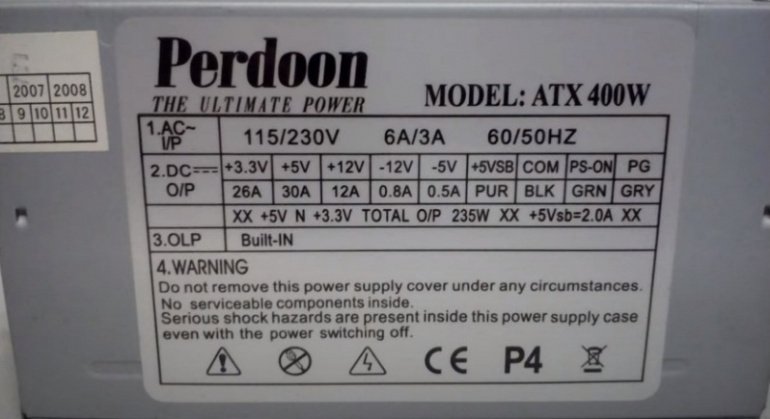 Perdoon
THE ULTIMATE POWER
MODEL: ATX 400W
2007 2008
8 9 10 11 12
1.AC~ I/P 115/230V 6A/3A 60/50HZ
2.DC O/P +3.3V +5V +12V -12V -5V +5VSB COM PS-ON PG
26A 30A 12A 0.8A 0.5A PUR BLK GRN GRY
XX +5V N +3.3V TOTAL O/P 235W XX +5Vsb=2.0A XX
3.OLP Built-IN
4.WARNING
Do not remove this power supply cover under any circumstances.
No serviceable components inside.
Serious shock hazards are present inside this power supply case
even with the power switching off.
CE P4